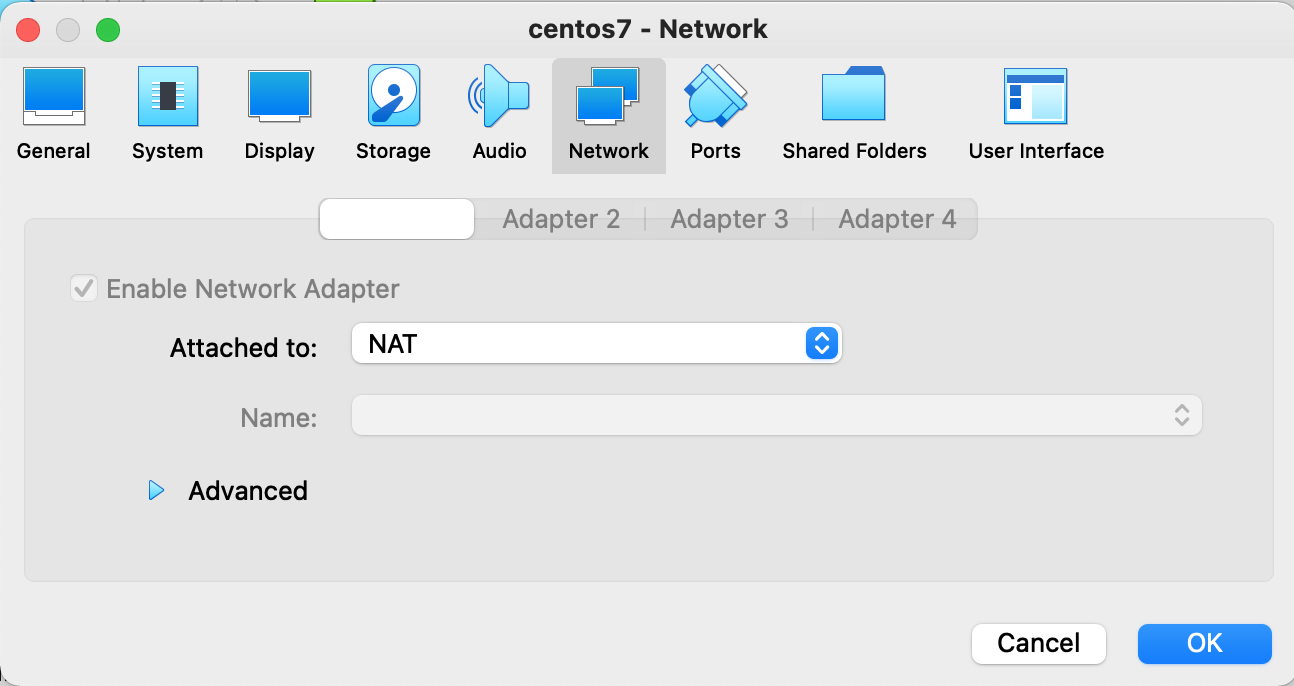 centos7 - Network
General System Display Storage Audio Network Ports Shared Folders User Interface
Adapter 2 Adapter 3 Adapter 4
Enable Network Adapter
Attached to: NAT
Name:
Advanced
Cancel OK